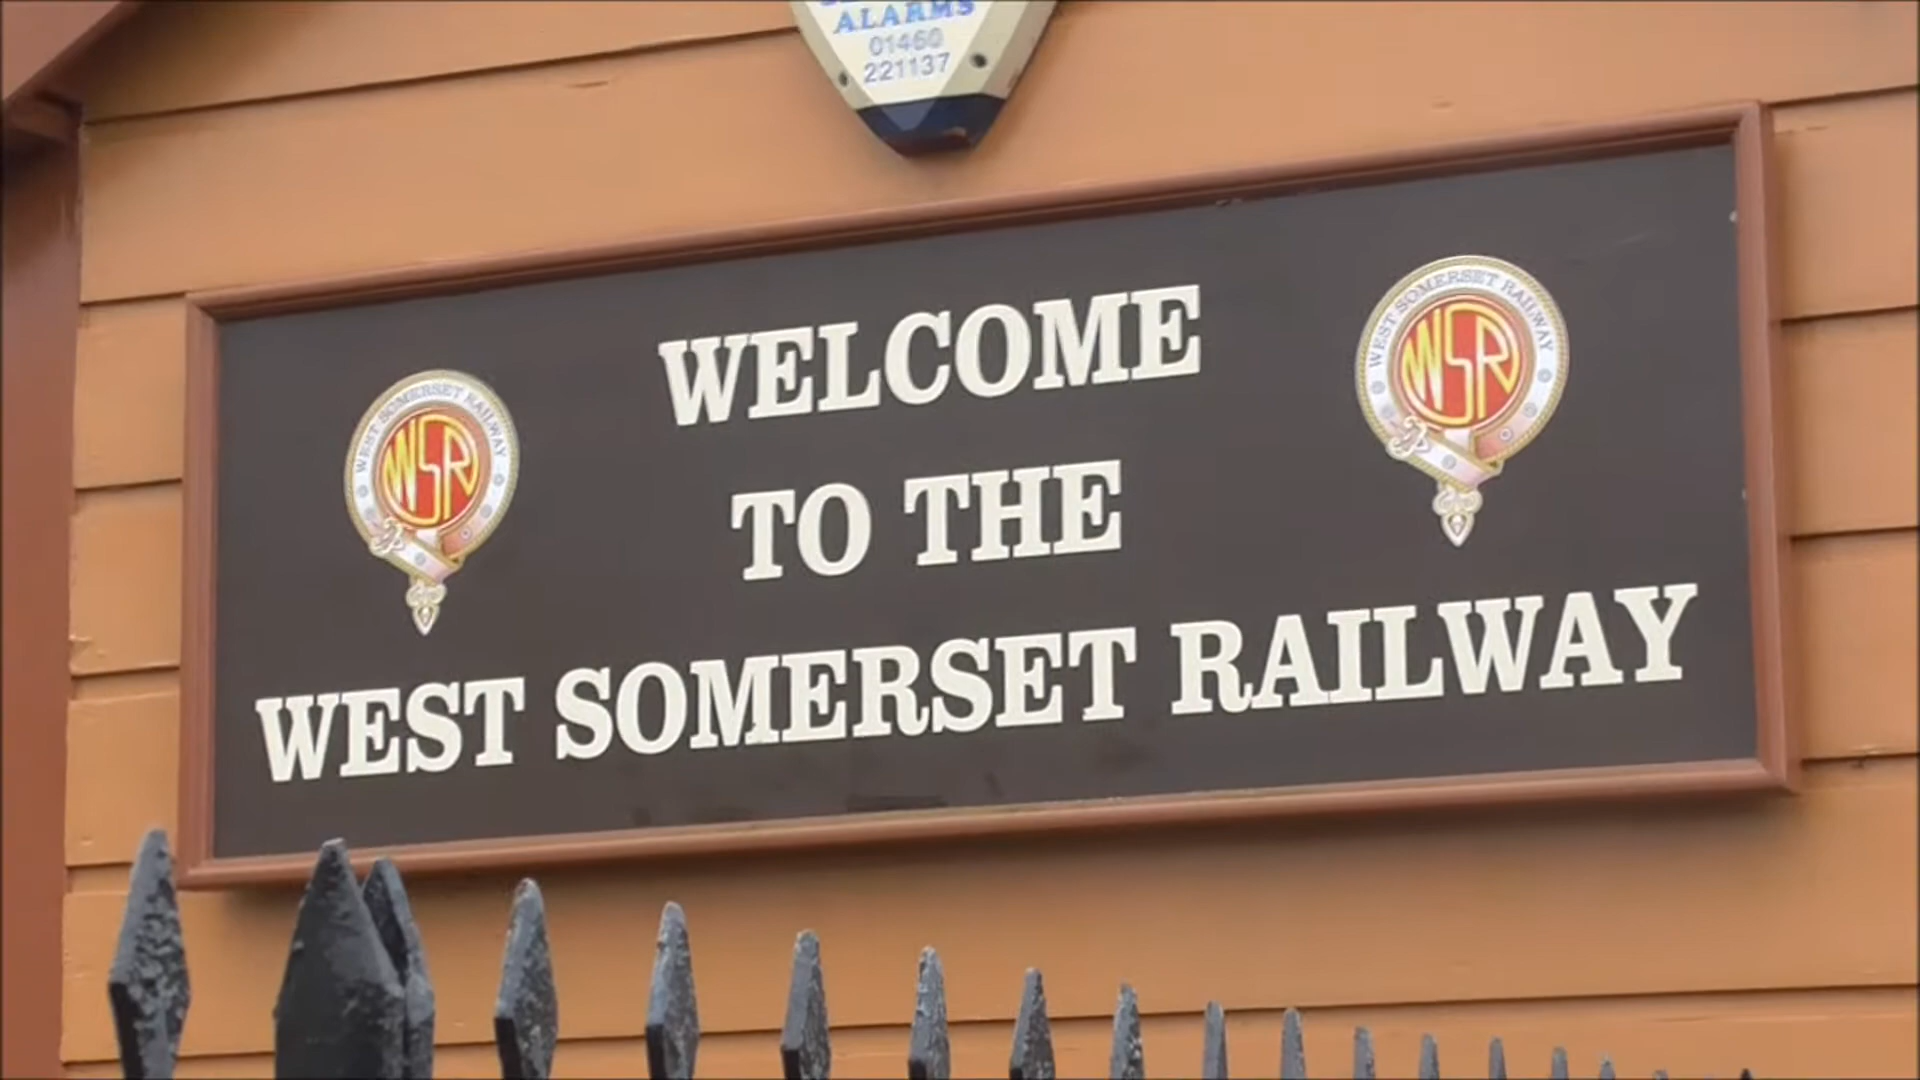 ALARMS
01460
221137
WELCOME
TO THE
WEST SOMERSET RAILWAY
WEST SOMERSET RAILWAY
WSR
WEST SOMERSET RAILWAY
WSR